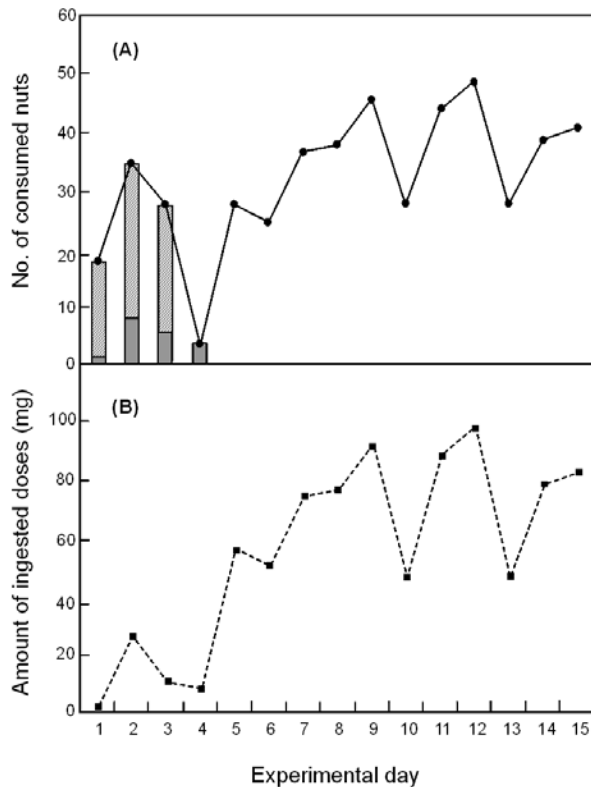 (A)
No. of consumed nuts
60
50
40
30
20
10
0
(B)
Amount of ingested doses (mg)
100
80
60
40
20
0
1 2 3 4 5 6 7 8 9 10 11 12 13 14 15
Experimental day